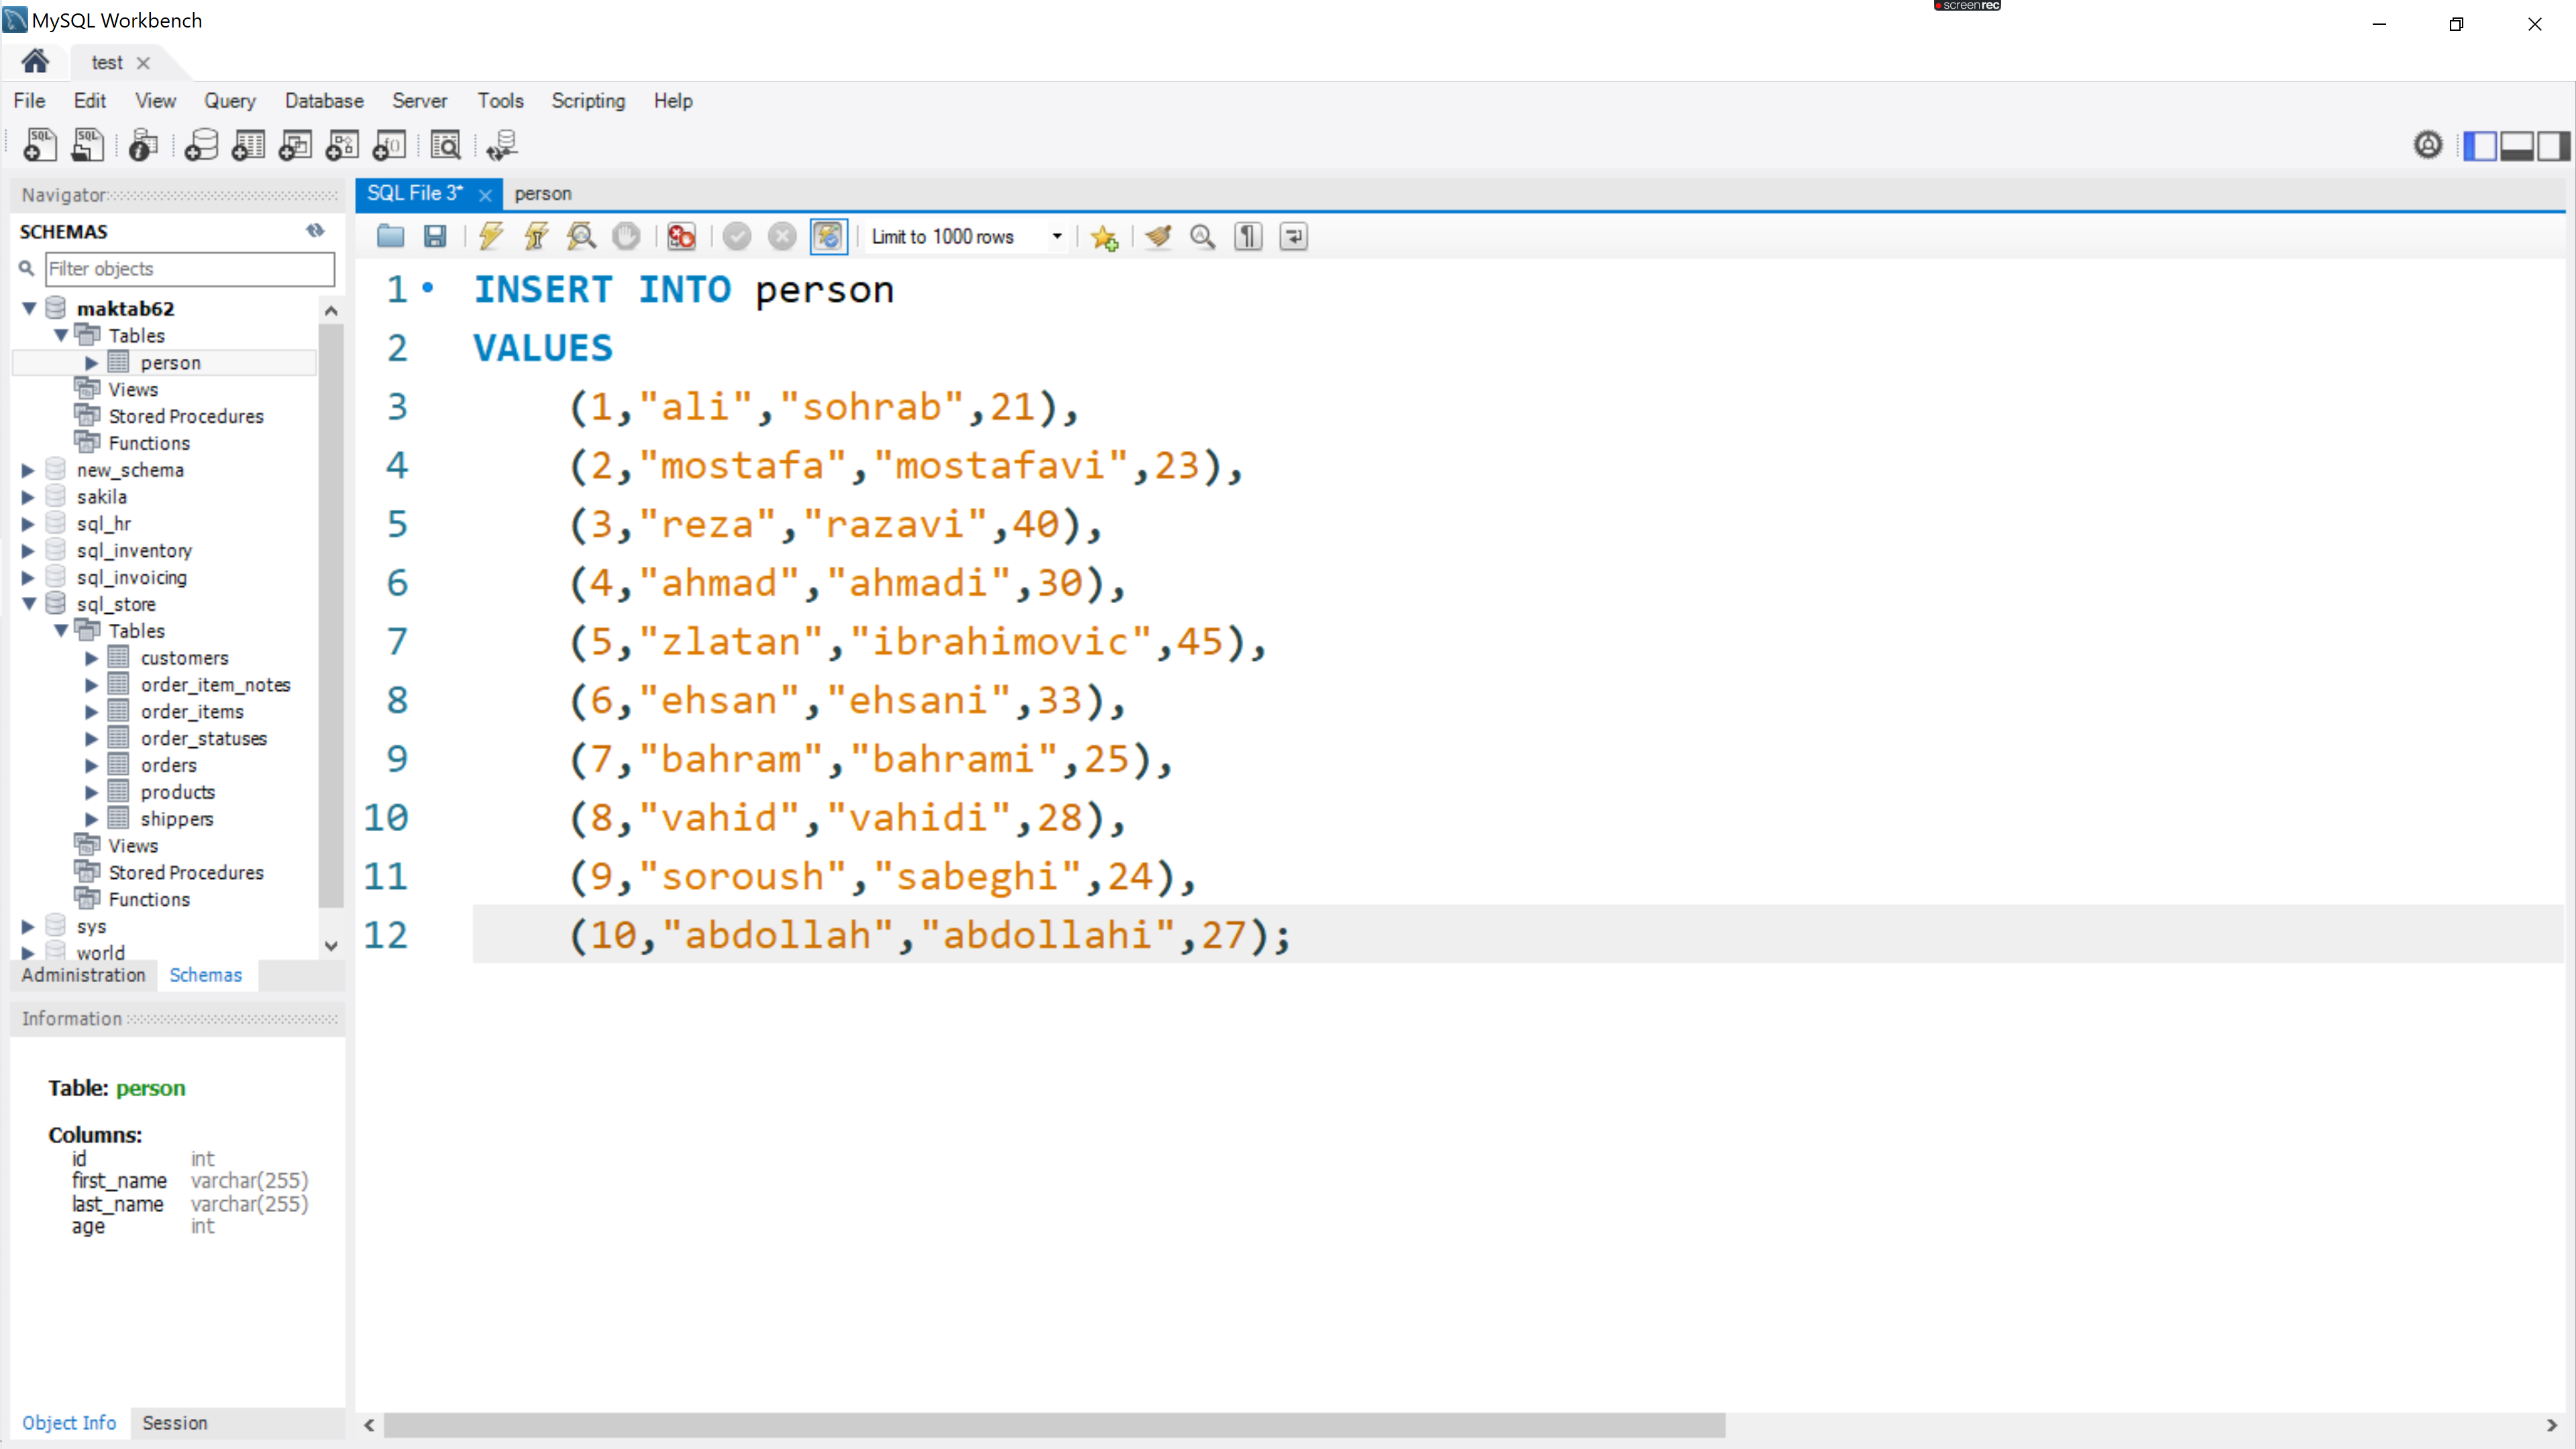 MySQL Workbench
screenrec
test
File Edit View Query Database Server Tools Scripting Help
Navigator
SCHEMAS
Filter objects
maktab62
Tables
person
Views
Stored Procedures
Functions
new_schema
sakila
sql_hr
sql_inventory
sql_invoicing
sql_store
Tables
customers
order_item_notes
order_items
order_statuses
orders
products
shippers
Views
Stored Procedures
Functions
sys
world
Administration Schemas
Information
Table: person
Columns:
id int
first_name varchar(255)
last_name varchar(255)
age int
Object Info Session
SQL File 3* person
Limit to 1000 rows
1 INSERT INTO person
2 VALUES
3 (1,"ali","sohrab",21),
4 (2,"mostafa","mostafavi",23),
5 (3,"reza","razavi",40),
6 (4,"ahmad","ahmadi",30),
7 (5,"zlatan","ibrahimovic",45),
8 (6,"ehsan","ehsani",33),
9 (7,"bahram","bahrami",25),
10 (8,"vahid","vahidi",28),
11 (9,"soroush","sabeghi",24),
12 (10,"abdollah","abdollahi",27);